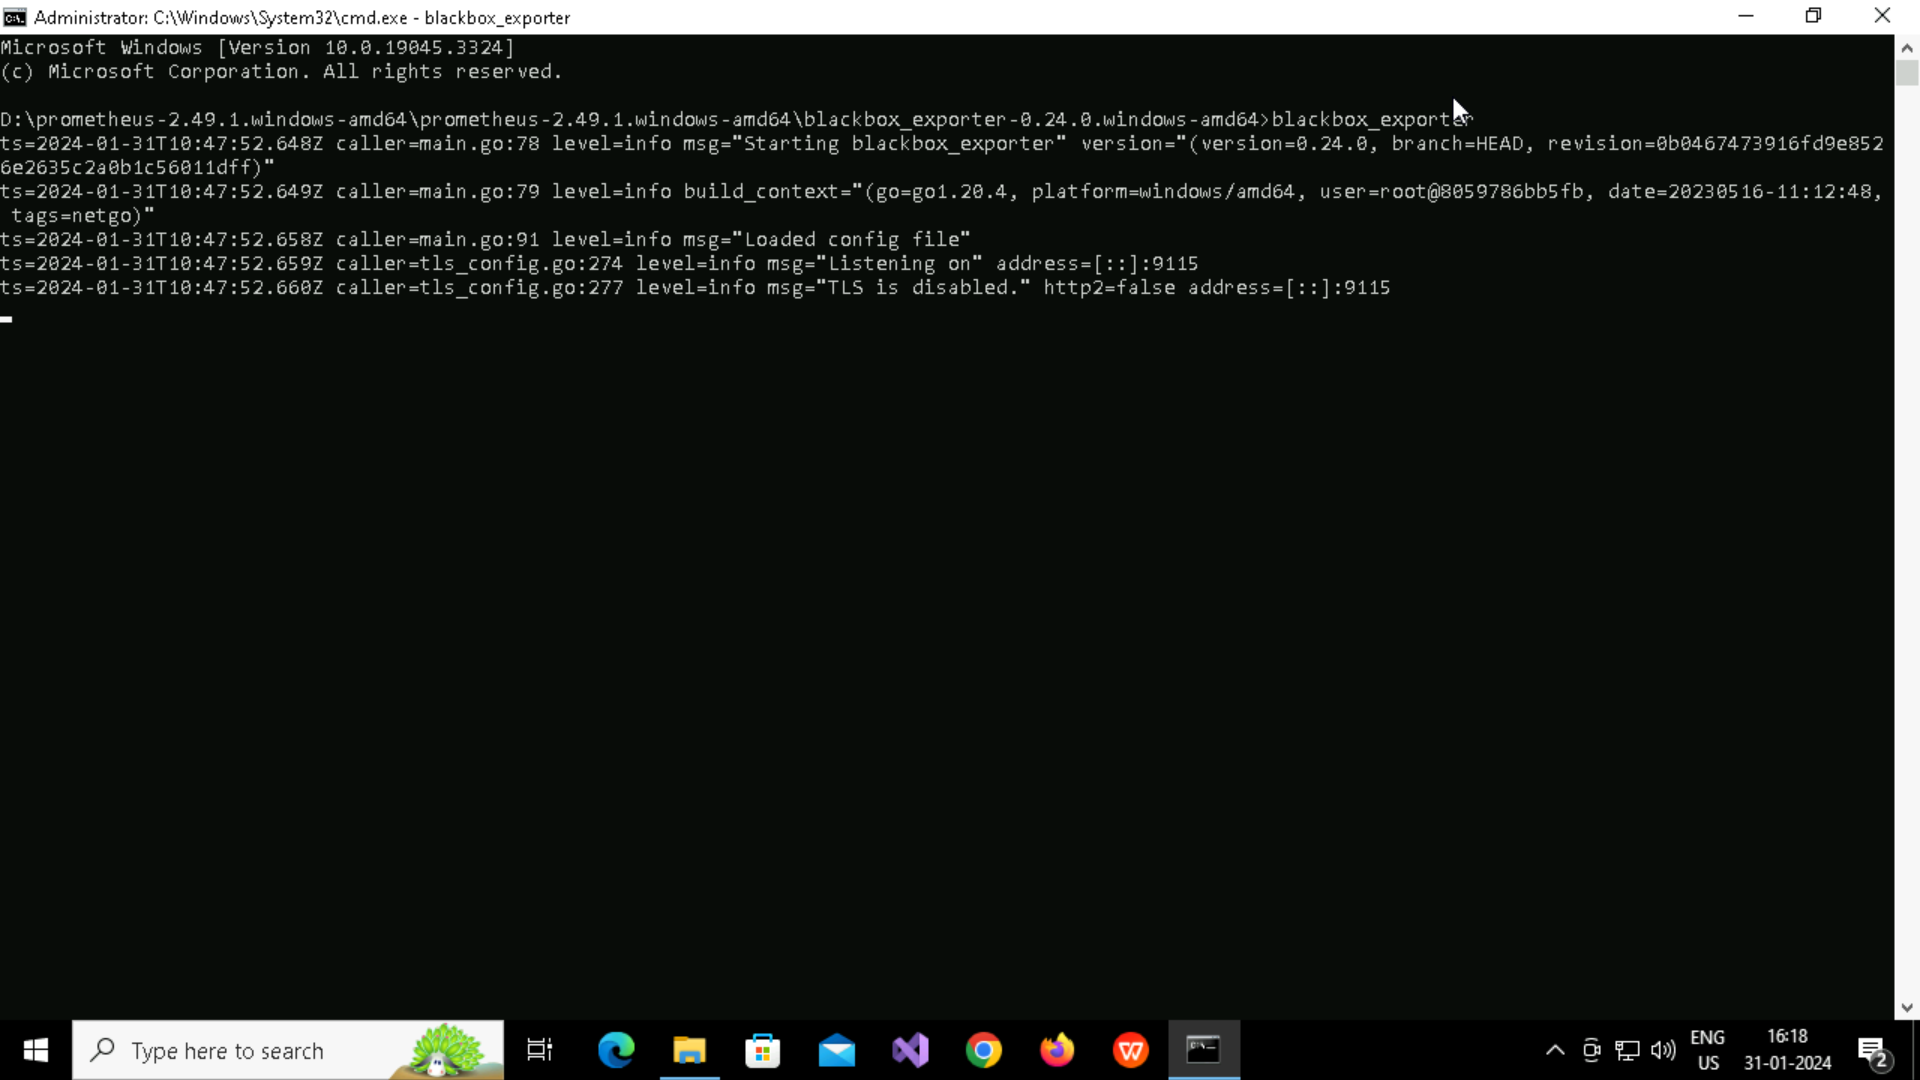 Administrator: C:\Windows\System32\cmd.exe - blackbox_exporter
Microsoft Windows [Version 10.0.19045.3324]
(c) Microsoft Corporation. All rights reserved.
D:\prometheus-2.49.1.windows-amd64\prometheus-2.49.1.windows-amd64\blackbox_exporter-0.24.0.windows-amd64>blackbox_exporter
ts=2024-01-31T10:47:52.648Z caller=main.go:78 level=info msg="Starting blackbox_exporter" version="(version=0.24.0, branch=HEAD, revision=0b0467473916fd9e852
6e2635c2a0b1c56011dff)"
ts=2024-01-31T10:47:52.649Z caller=main.go:79 level=info build_context="(go=go1.20.4, platform=windows/amd64, user=root@8059786bb5fb, date=20230516-11:12:48,
tags=netgo)"
ts=2024-01-31T10:47:52.658Z caller=main.go:91 level=info msg="Loaded config file"
ts=2024-01-31T10:47:52.659Z caller=tls_config.go:274 level=info msg="Listening on" address=[::]:9115
ts=2024-01-31T10:47:52.660Z caller=tls_config.go:277 level=info msg="TLS is disabled." http2=false address=[::]:9115
Type here to search
ENG
US
16:18
31-01-2024
2